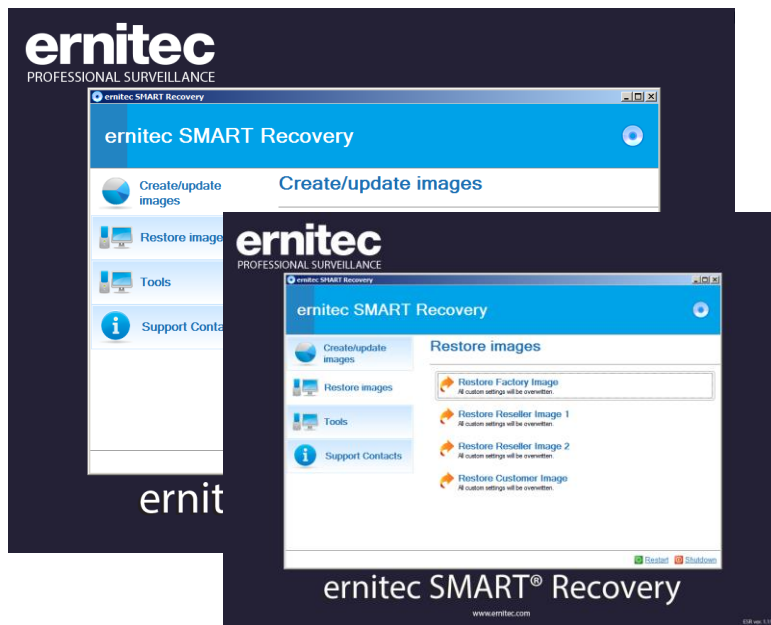 ernitec
PROFESSIONAL SURVEILLANCE
ernitec SMART Recovery
ernitec SMART Recovery
Create/update
images
Create/update images
Restore image
Tools
Support Conta
ernit
ernitec
PROFESSIONAL SURVEILLANCE
ernitec SMART Recovery
ernitec SMART Recovery
Create/update
images
Restore images
Restore images
Restore Factory Image
All custom settings will be overwritten.
Restore Reseller Image 1
All custom settings will be overwritten.
Tools
Restore Reseller Image 2
All custom settings will be overwritten.
Support Contacts
Restore Customer Image
All custom settings will be overwritten.
Restart Shutdown
ernitec SMART® Recovery
www.ernitec.com
ESR ver.